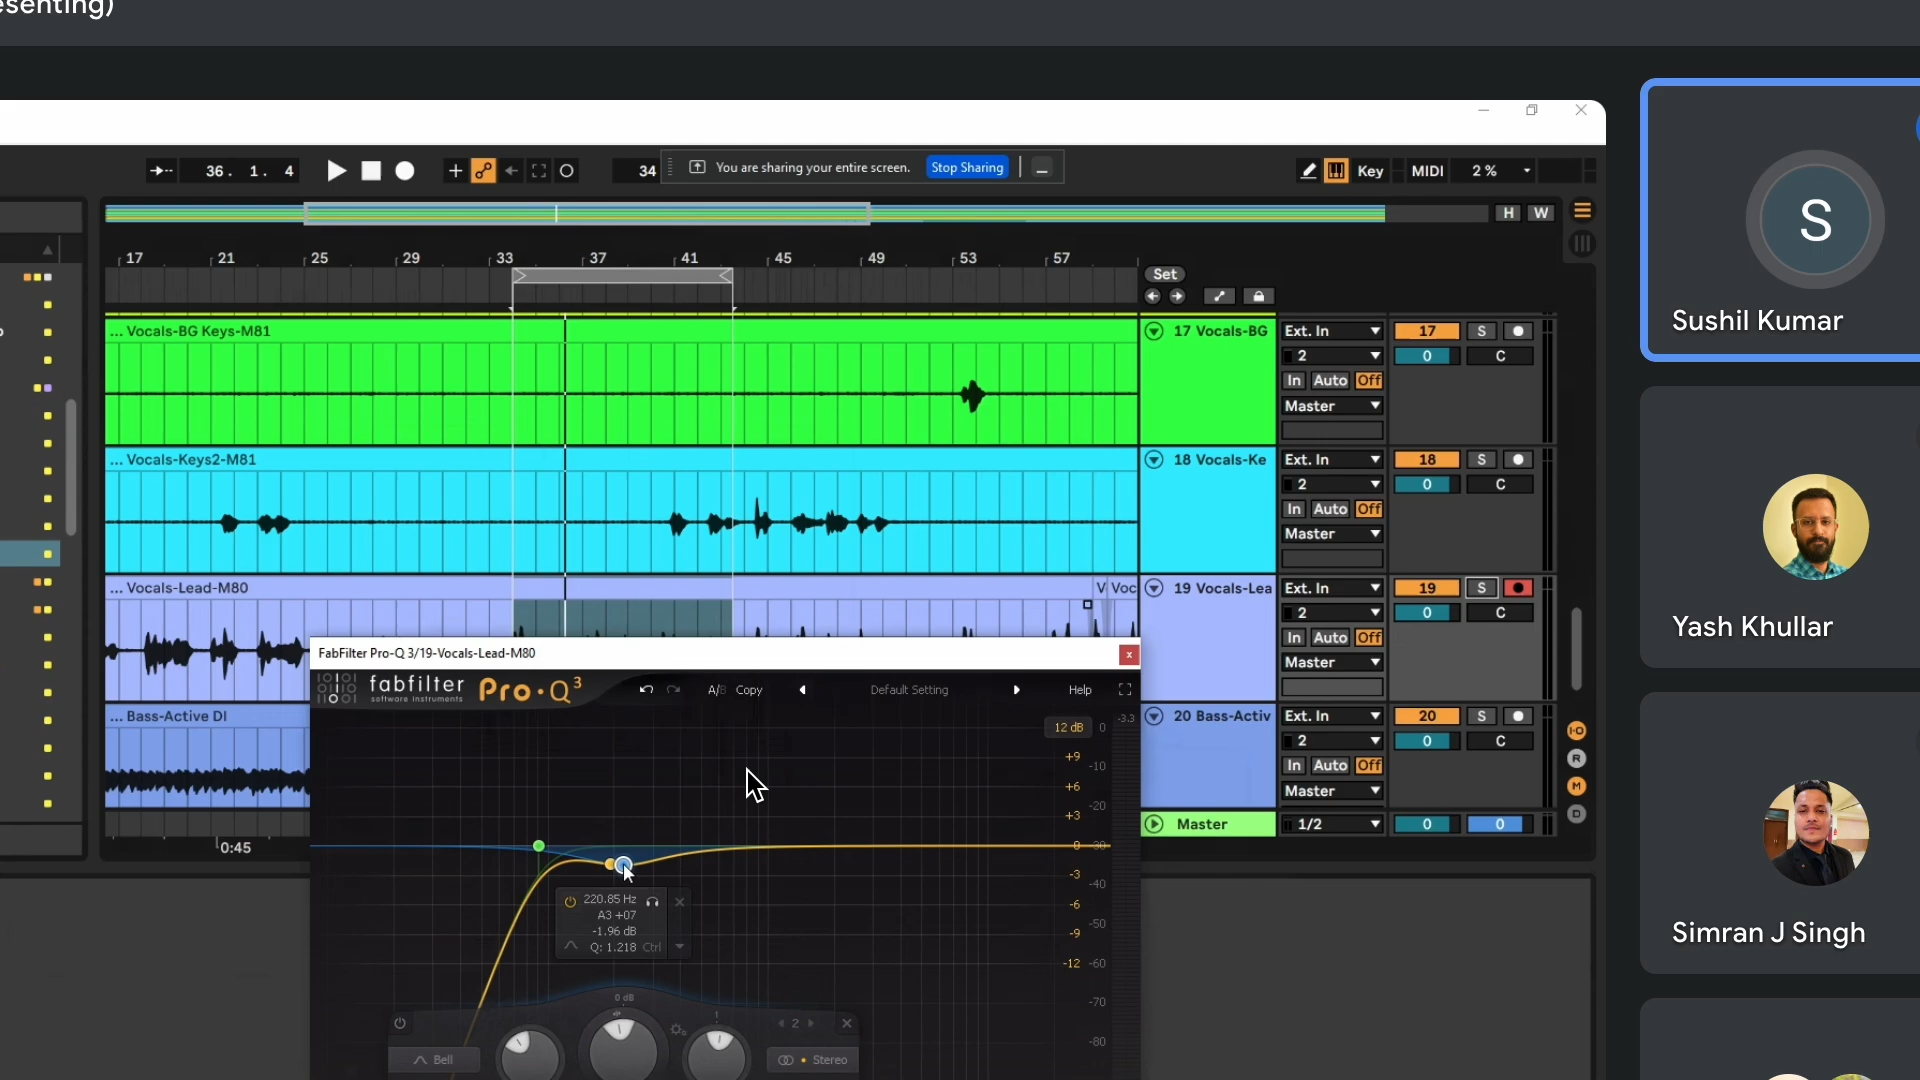 esenting)
36. 1. 4
34
You are sharing your entire screen.
Stop Sharing
Key
MIDI
2 %
H
W
17
21
25
29
33
37
41
45
49
53
57
Set
... Vocals-BG Keys-M81
17 Vocals-BG
Ext. In
17
S
2
0
C
In
Auto
Off
Master
... Vocals-Keys2-M81
18 Vocals-Ke
Ext. In
18
S
2
0
C
In
Auto
Off
Master
... Vocals-Lead-M80
V
Voc
19 Vocals-Lea
Ext. In
19
S
2
0
C
In
Auto
Off
Master
... Bass-Active DI
20 Bass-Activ
Ext. In
20
S
2
0
C
In
Auto
Off
Master
Master
1/2
0
0
I·O
R
M
D
0:45
FabFilter Pro-Q 3/19-Vocals-Lead-M80
x
fabfilter
software instruments
Pro·Q3
A/B
Copy
Default Setting
Help
12 dB
0
-3.3
+9
-10
+6
-20
+3
0
-30
-3
-40
-6
-50
-9
-12
-60
-70
-80
220.85 Hz
A3 +07
-1.96 dB
Q: 1.218
Ctrl
0 dB
2
Bell
Stereo
S
Sushil Kumar
Yash Khullar
Simran J Singh